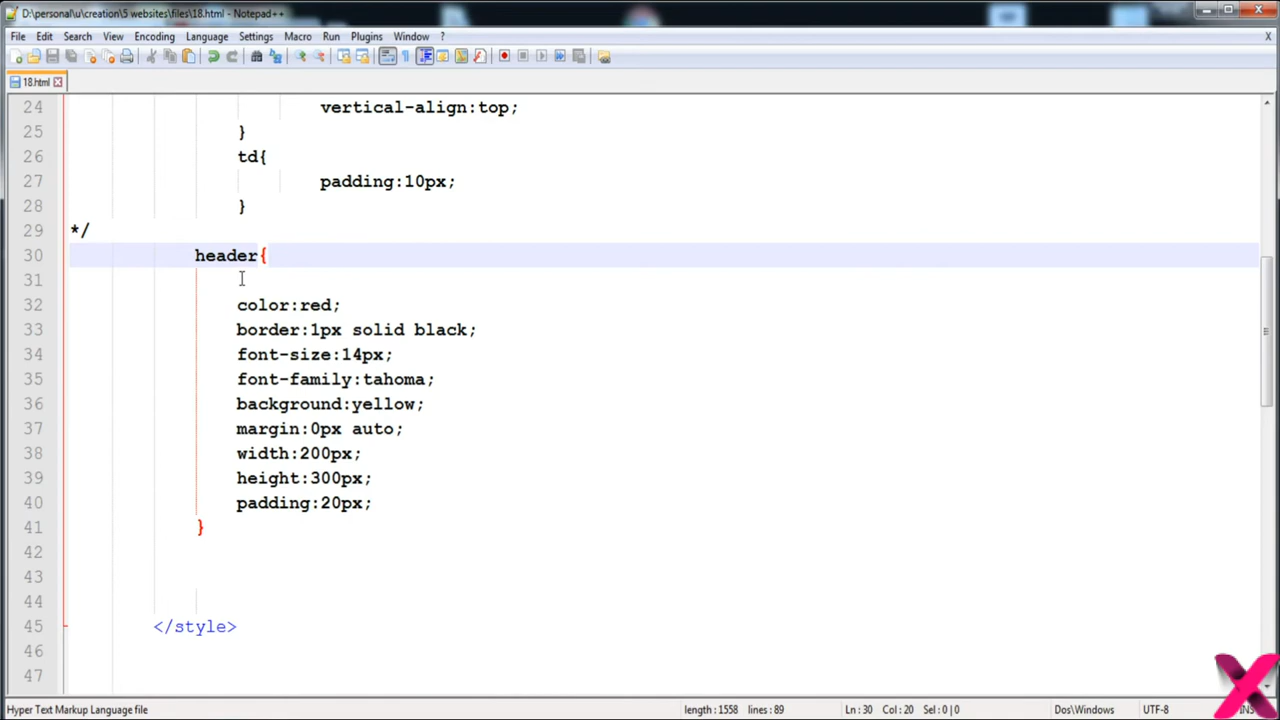 D:\personal\u\creation\5 websites\files\18.html - Notepad++
File Edit Search View Encoding Language Settings Macro Run Plugins Window ? X
18.html
24 vertical-align:top;
25 }
26 td{
27 padding:10px;
28 }
29 */
30 header{
31
32 color:red;
33 border:1px solid black;
34 font-size:14px;
35 font-family:tahoma;
36 background:yellow;
37 margin:0px auto;
38 width:200px;
39 height:300px;
40 padding:20px;
41 }
42
43
44
45 </style>
46
47
Hyper Text Markup Language file length:1558 lines:89 Ln:30 Col:20 Sel:0|0 Dos\Windows UTF-8